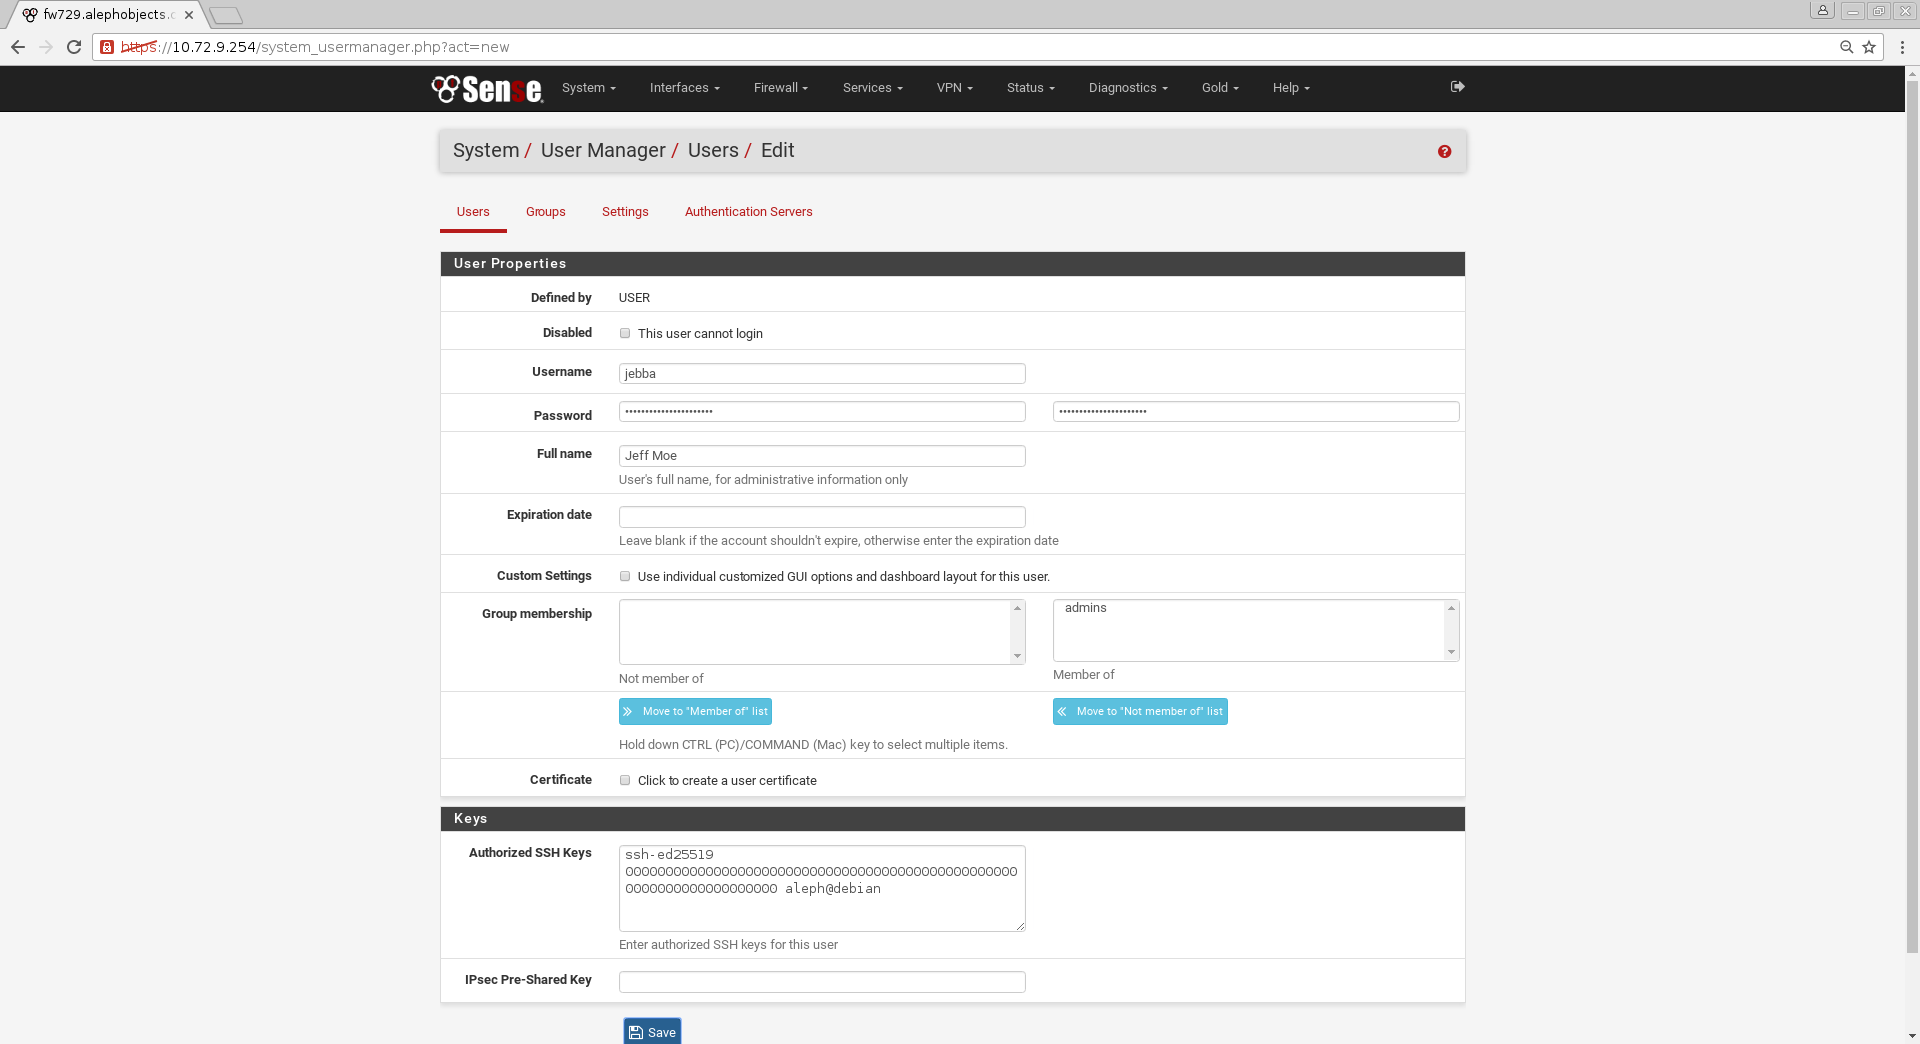 fw729.alephobjects.c
https://10.72.9.254/system_usermanager.php?act=new
Sense System Interfaces Firewall Services VPN Status Diagnostics Gold Help
System / User Manager / Users / Edit
Users Groups Settings Authentication Servers
User Properties
Defined by USER
Disabled This user cannot login
Username jebba
Password •••••••••••••••••••••• ••••••••••••••••••••••
Full name Jeff Moe
User's full name, for administrative information only
Expiration date
Leave blank if the account shouldn't expire, otherwise enter the expiration date
Custom Settings Use individual customized GUI options and dashboard layout for this user.
Group membership admins
Not member of Member of
Move to "Member of" list Move to "Not member of" list
Hold down CTRL (PC)/COMMAND (Mac) key to select multiple items.
Certificate Click to create a user certificate
Keys
Authorized SSH Keys ssh-ed25519
0000000000000000000000000000000000000000000000000
0000000000000000000 aleph@debian
Enter authorized SSH keys for this user
IPsec Pre-Shared Key
Save